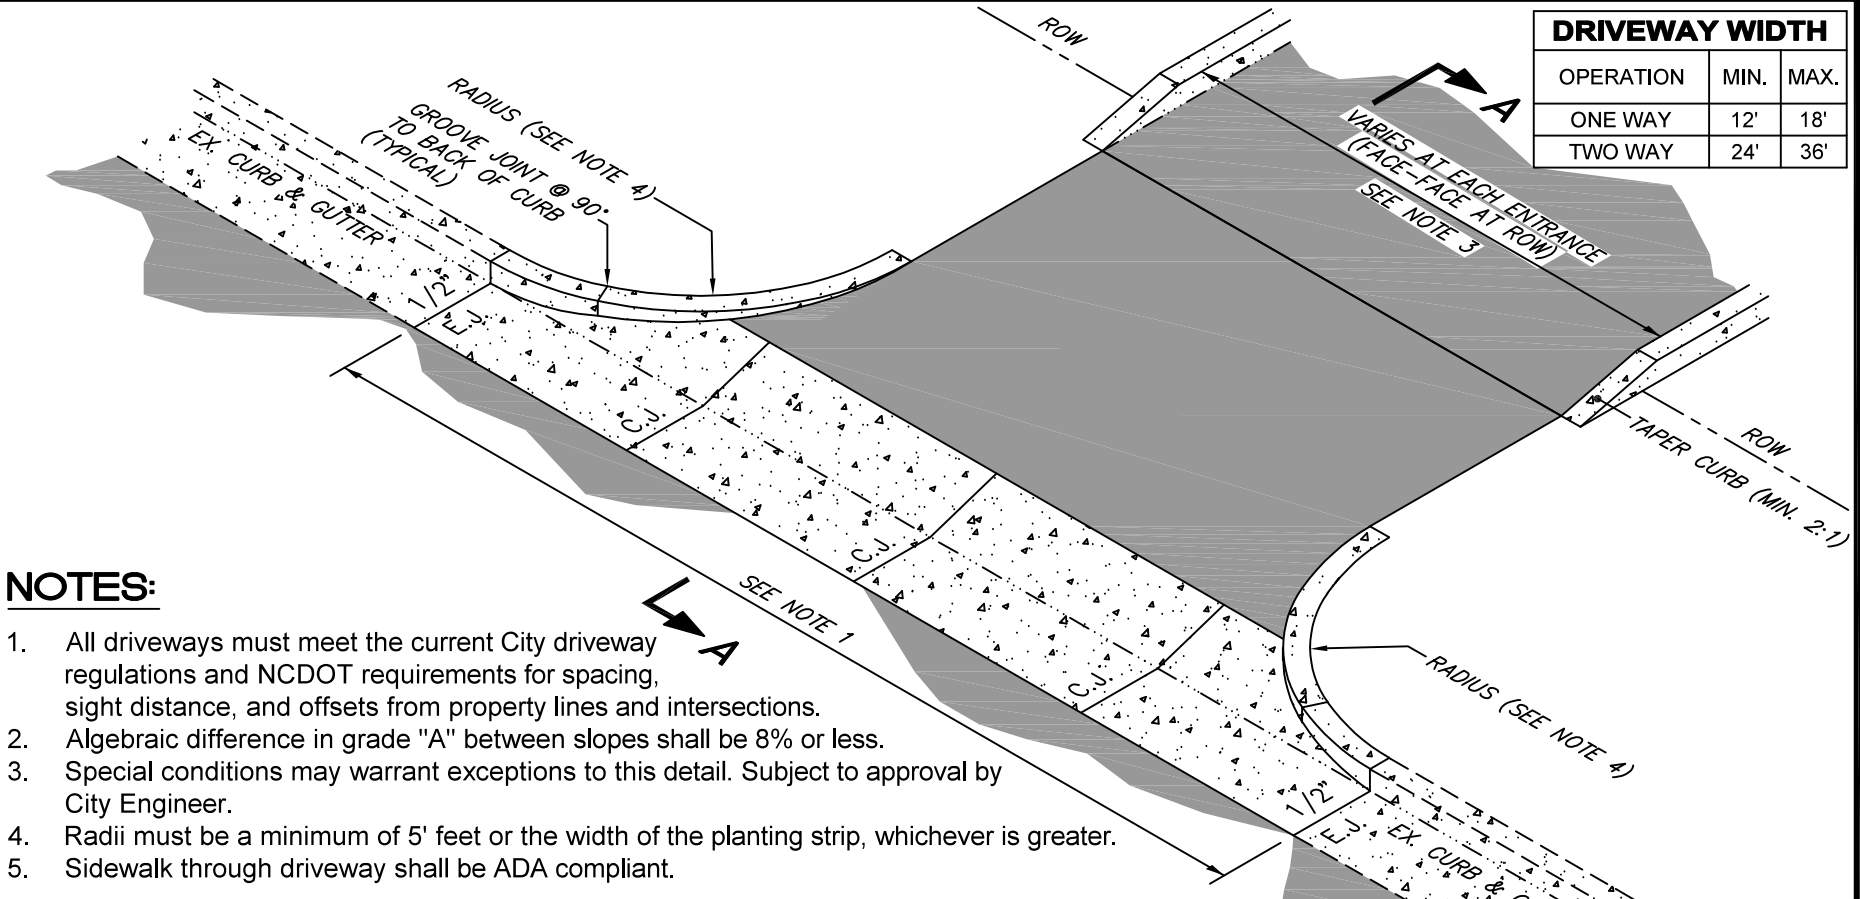 ROW
DRIVEWAY WIDTH
OPERATION MIN. MAX.
ONE WAY 12' 18'
TWO WAY 24' 36'
A
RADIUS (SEE NOTE 4)
GROOVE JOINT @ 90°
TO BACK OF CURB
(TYPICAL)
EX. CURB & GUTTER
VARIES AT EACH ENTRANCE
(FACE-FACE AT ROW)
SEE NOTE 3
1/2"
E.J.
C.J.
ROW
TAPER CURB (MIN. 2:1)
C.J.
SEE NOTE 1
A
C.J.
RADIUS (SEE NOTE 4)
1/2"
E.J.
EX. CURB &
NOTES:
1. All driveways must meet the current City driveway
regulations and NCDOT requirements for spacing,
sight distance, and offsets from property lines and intersections.
2. Algebraic difference in grade "A" between slopes shall be 8% or less.
3. Special conditions may warrant exceptions to this detail. Subject to approval by
City Engineer.
4. Radii must be a minimum of 5' feet or the width of the planting strip, whichever is greater.
5. Sidewalk through driveway shall be ADA compliant.